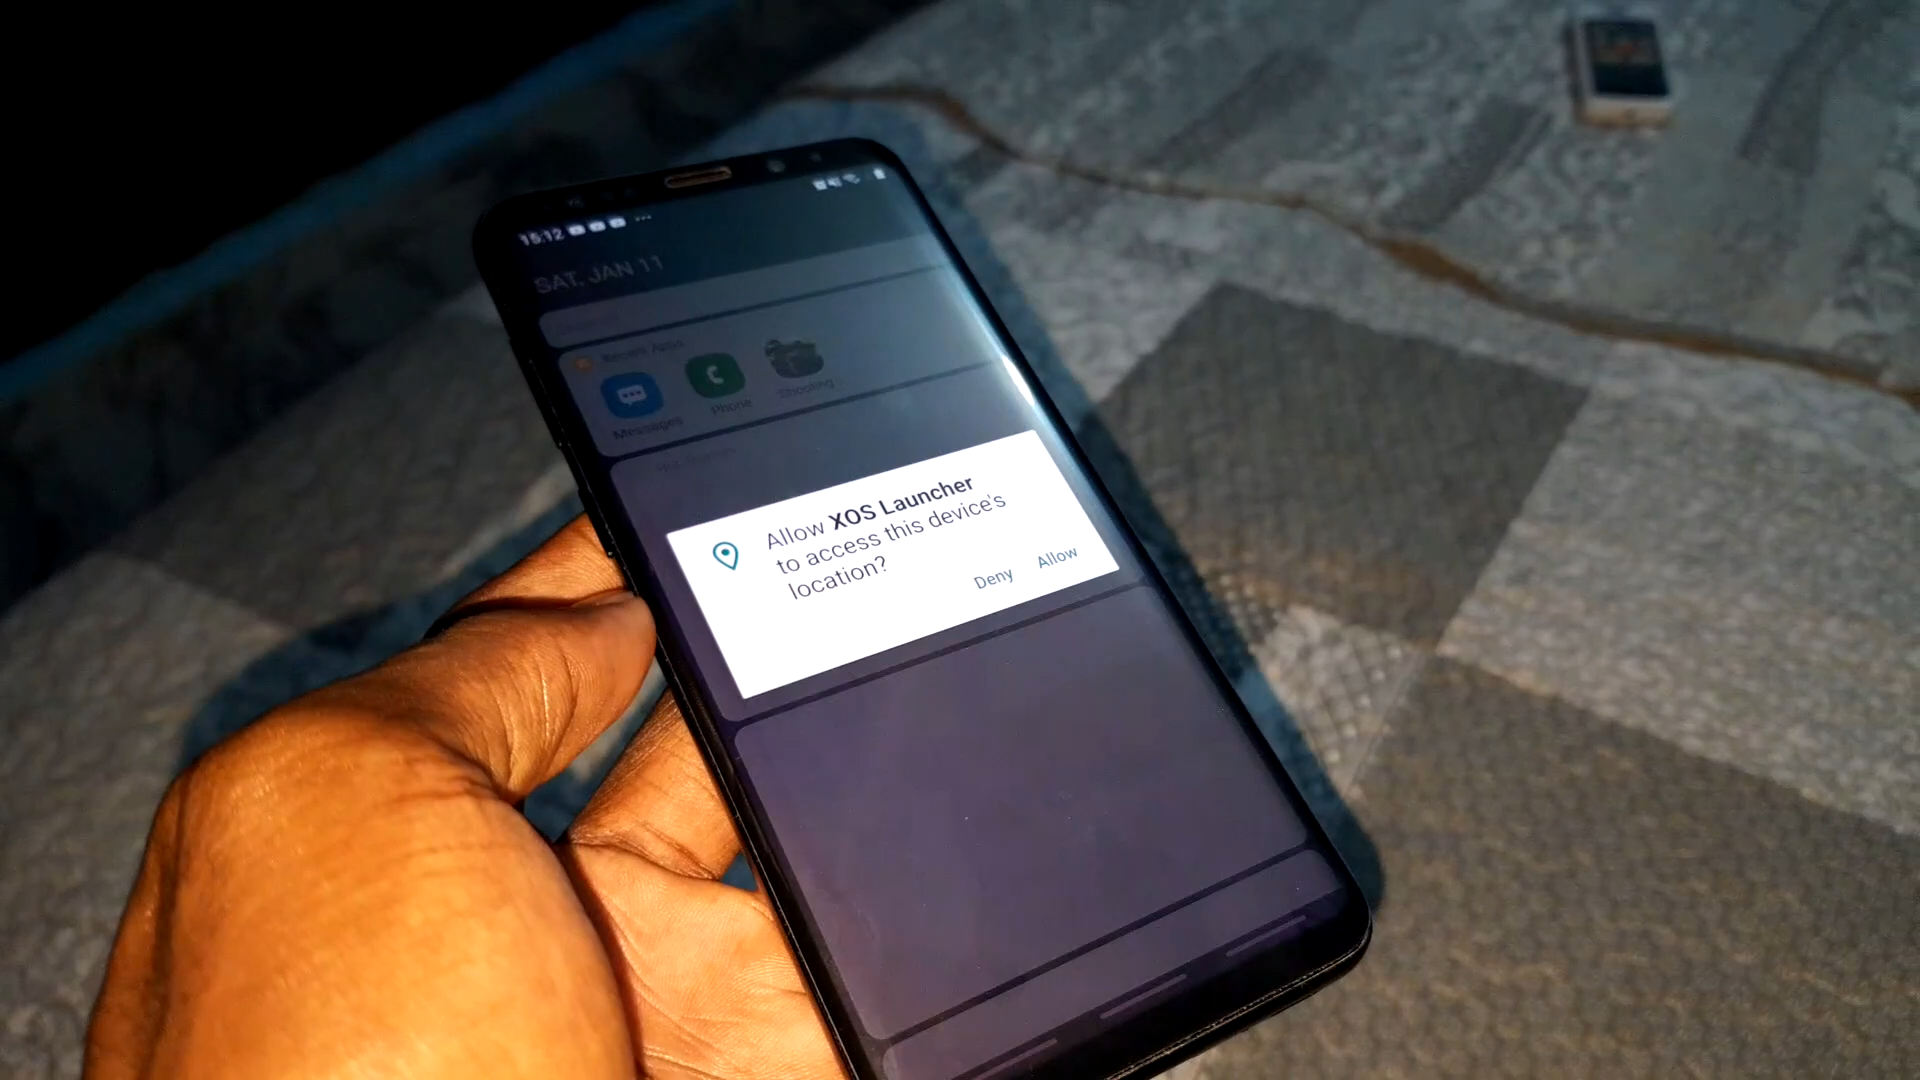 15:12
SAT, JAN 11
Recent Apps
Messages
Phone
Shooting
Allow XOS Launcher
to access this device's
location?
Deny
Allow